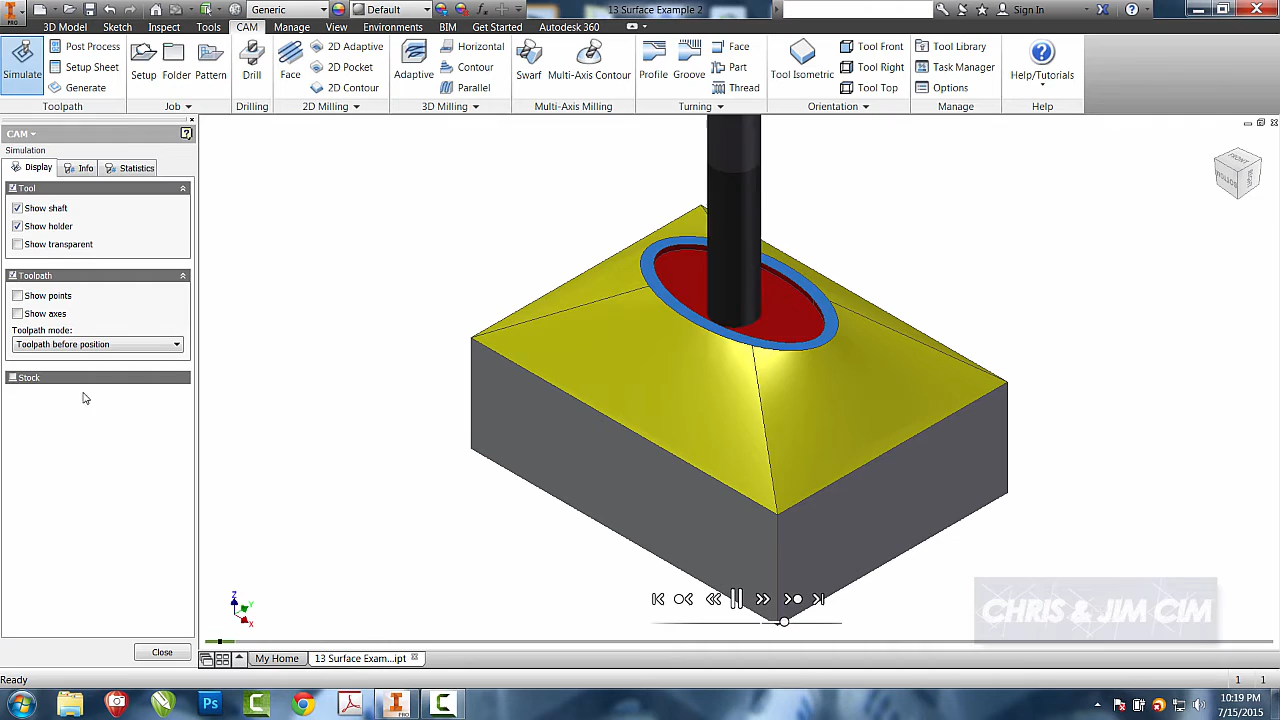 Generic
Default
13 Surface Example 2
Sign In
3D Model
Sketch
Inspect
Tools
CAM
Manage
View
Environments
BIM
Get Started
Autodesk 360
Simulate
Post Process
Setup Sheet
Generate
Setup
Folder
Drill
Face
2D Adaptive
2D Pocket
2D Contour
Adaptive
Horizontal
Contour
Parallel
Swarf
Multi-Axis Contour
Profile
Groove
Face
Part
Thread
Tool Isometric
Tool Front
Tool Right
Tool Top
Tool Library
Task Manager
Options
Help/Tutorials
Toolpath
Job
Drilling
2D Milling
3D Milling
Multi-Axis Milling
Turning
Orientation
Manage
Help
CAM
Simulation
Display
Info
Statistics
Tool
Show shaft
Show holder
Show transparent
Toolpath
Show points
Show axes
Toolpath mode:
Toolpath before position
Stock
Close
FRONT
BOTTOM
Z
Y
X
CHRIS & JIM CIM
My Home
13 Surface Exam...ipt
Ready
1
1
Ps
PRO
10:19 PM
7/15/2015